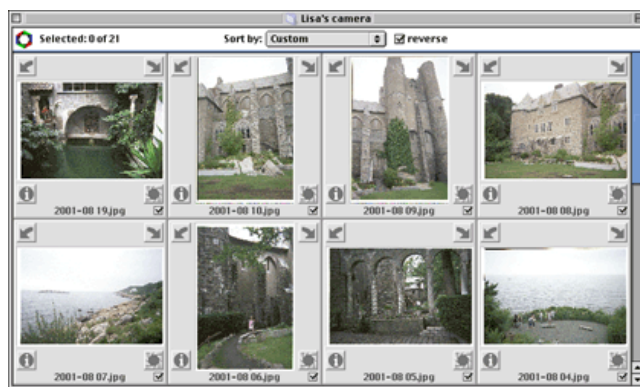 Lisa's camera
Selected: 0 of 21 Sort by: Custom reverse
2001-08 19.jpg 2001-08 10.jpg 2001-08 09.jpg 2001-08 08.jpg
2001-08 07.jpg 2001-08 06.jpg 2001-08 05.jpg 2001-08 04.jpg